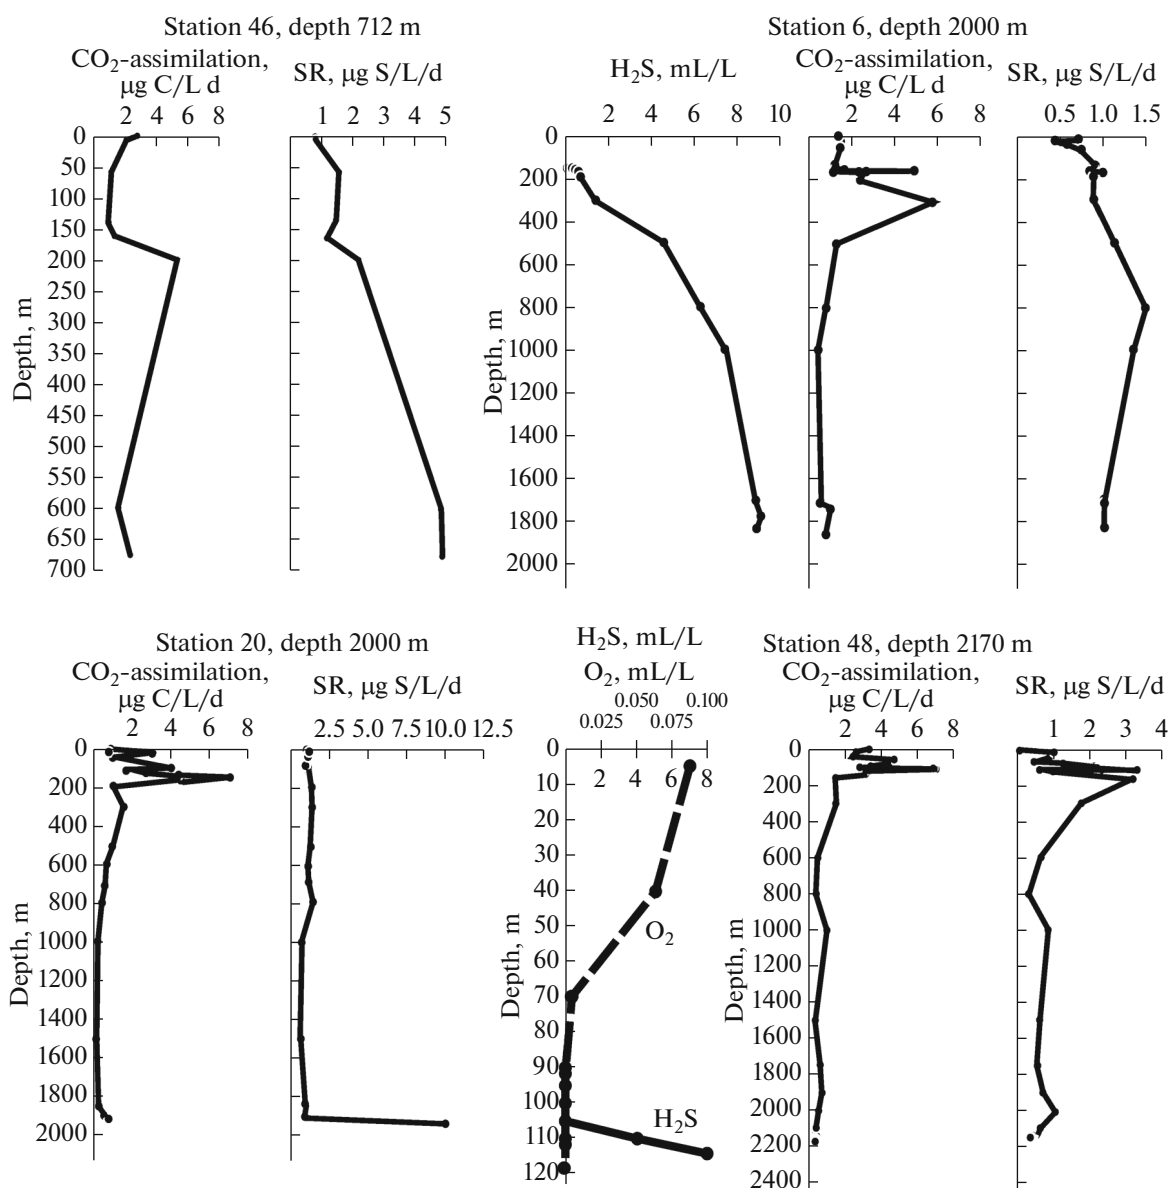 Station 46, depth 712 m
CO₂-assimilation,
µg C/L d
2 4 6 8
SR, µg S/L/d
1 2 3 4 5
Depth, m
0
50
100
150
200
250
300
350
400
450
500
550
600
650
700
Station 6, depth 2000 m
H₂S, mL/L
2 4 6 8 10
CO₂-assimilation,
µg C/L/d
2 4 6 8
SR, µg S/L/d
0.5 1.0 1.5
Depth, m
0
200
400
600
800
1000
1200
1400
1600
1800
2000
Station 20, depth 2000 m
CO₂-assimilation,
µg C/L/d
2 4 6 8
SR, µg S/L/d
2.5 5.0 7.5 10.0 12.5
Depth, m
0
200
400
600
800
1000
1200
1400
1600
1800
2000
H₂S, mL/L
O₂, mL/L
0.050 0.100
0.025 0.075
2 4 6 8
Depth, m
0
10
20
30
40
50
60
70
80
90
100
110
120
O₂
H₂S
Station 48, depth 2170 m
CO₂-assimilation,
µg C/L/d
2 4 6 8
SR, µg S/L/d
1 2 3 4
Depth, m
0
200
400
600
800
1000
1200
1400
1600
1800
2000
2200
2400